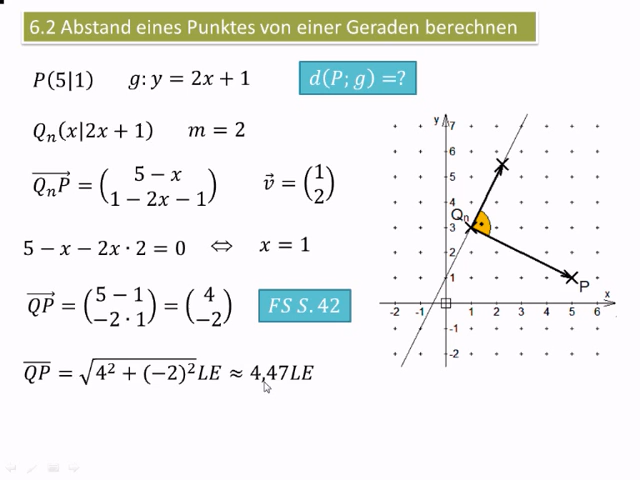 6.2 Abstand eines Punktes von einer Geraden berechnen
P(5|1) g: y = 2x + 1 d(P; g) =?
Qₙ(x|2x + 1) m = 2
QₙP⃗ = (5 − x / 1 − 2x − 1) v⃗ = (1 / 2)
5 − x − 2x · 2 = 0 ⇔ x = 1
QP⃗ = (5 − 1 / −2 · 1) = (4 / −2) FS S. 42
Q̅P̅ = √(4² + (−2)²) LE ≈ 4,47LE
y 7
6
5
4
Qₙ 3
2
1
P
x
-2 -1 1 2 3 4 5 6
-1
-2